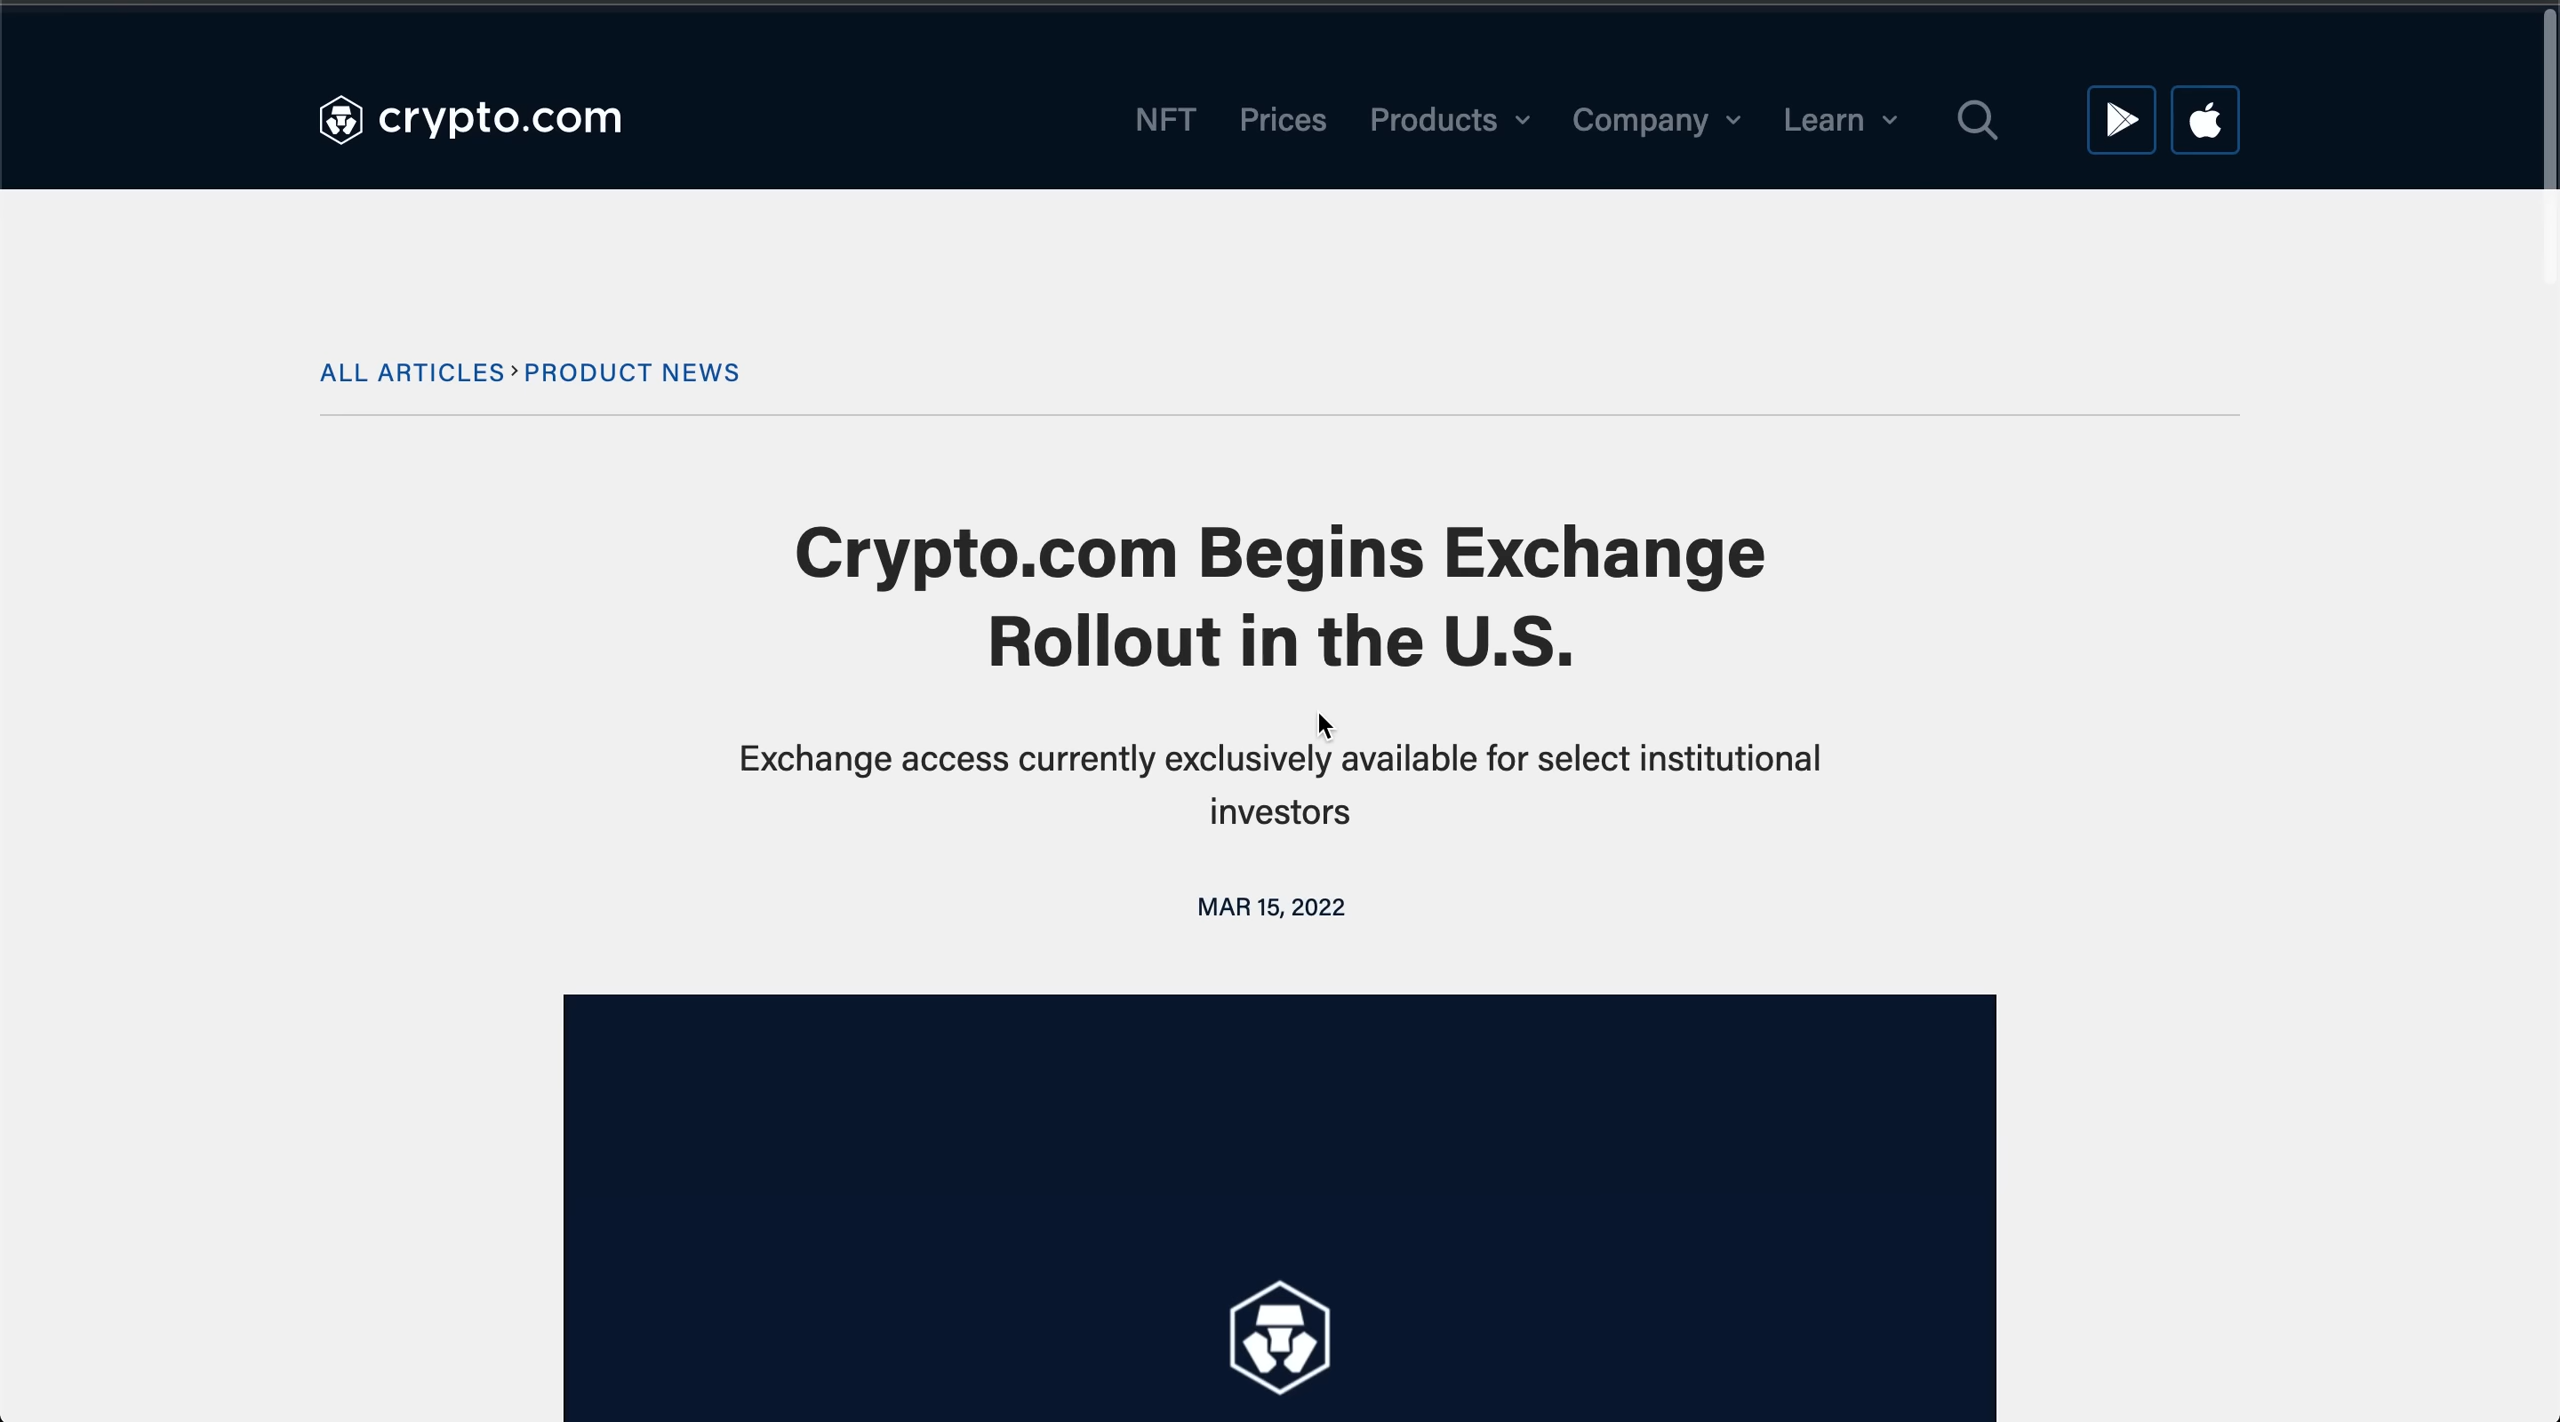 crypto.com
NFT Prices Products Company Learn
ALL ARTICLES > PRODUCT NEWS
Crypto.com Begins Exchange
Rollout in the U.S.
Exchange access currently exclusively available for select institutional
investors
MAR 15, 2022